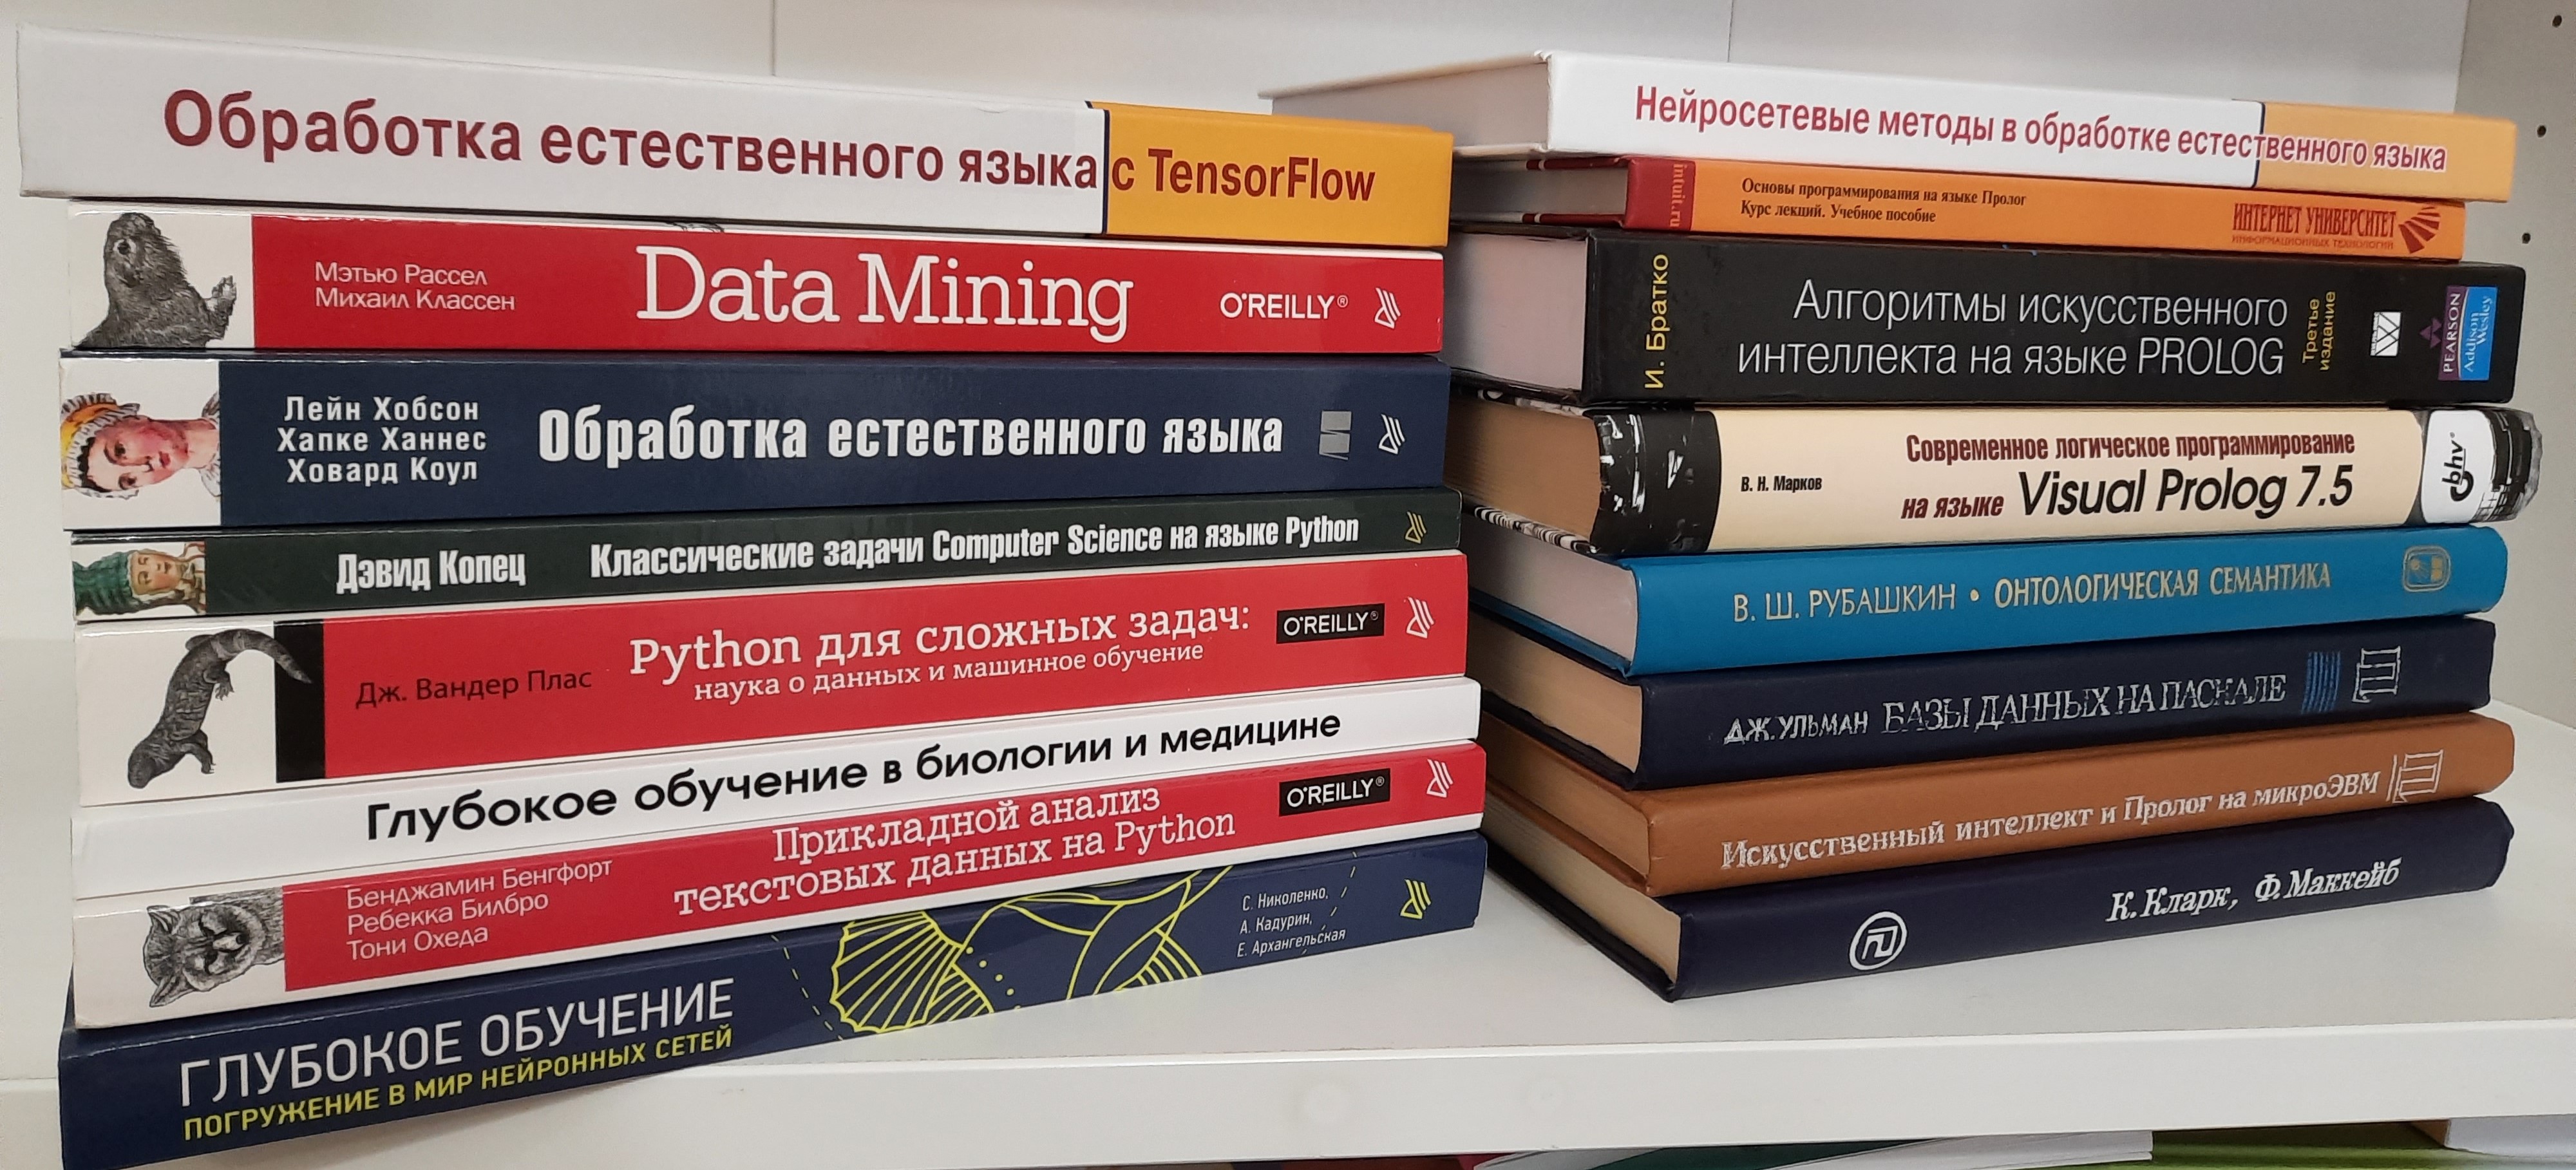 Обработка естественного языка с TensorFlow
Мэтью Рассел
Михаил Классен
Data Mining
O'REILLY®
Лейн Хобсон
Хапке Ханнес
Ховард Коул
Обработка естественного языка
Дэвид Копец
Классические задачи Computer Science на языке Python
Дж. Вандер Плас
Python для сложных задач:
наука о данных и машинное обучение
O'REILLY®
Глубокое обучение в биологии и медицине
Бенджамин Бенгфорт
Ребекка Билбро
Тони Охеда
Прикладной анализ
текстовых данных на Python
O'REILLY®
ГЛУБОКОЕ ОБУЧЕНИЕ
ПОГРУЖЕНИЕ В МИР НЕЙРОННЫХ СЕТЕЙ
С. Николенко,
А. Кадурин,
Е. Архангельская
Нейросетевые методы в обработке естественного языка
intuit.ru
Основы программирования на языке Пролог
Курс лекций. Учебное пособие
ИНТЕРНЕТ УНИВЕРСИТЕТ
ИНФОРМАЦИОННЫХ ТЕХНОЛОГИЙ
И. Братко
Алгоритмы искусственного
интеллекта на языке PROLOG
Третье
издание
PEARSON
Addison
Wesley
В. Н. Марков
Современное логическое программирование
на языке Visual Prolog 7.5
bhv®
В. Ш. РУБАШКИН • ОНТОЛОГИЧЕСКАЯ СЕМАНТИКА
ДЖ. УЛЬМАН БАЗЫ ДАННЫХ НА ПАСКАЛЕ
Искусственный интеллект и Пролог на микроЭВМ
К. Кларк, Ф. Маккейб